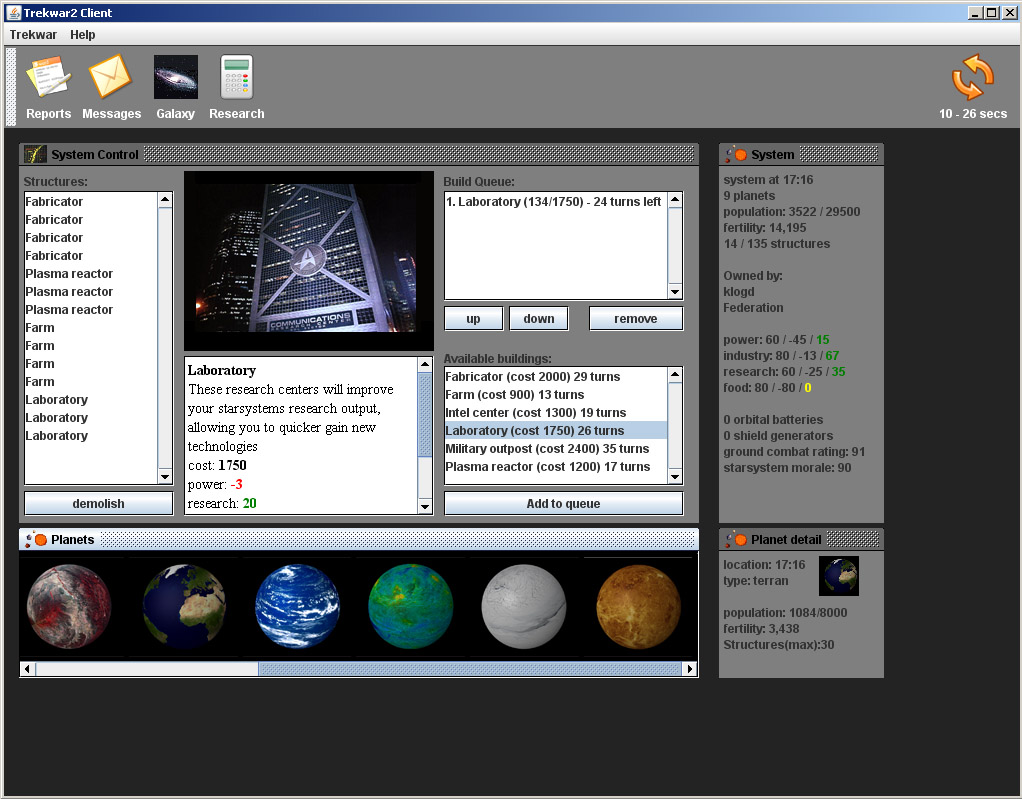 Trekwar2 Client
Trekwar Help
Reports Messages Galaxy Research
10 - 26 secs
System Control
Structures:
Fabricator
Fabricator
Fabricator
Fabricator
Plasma reactor
Plasma reactor
Plasma reactor
Farm
Farm
Farm
Farm
Laboratory
Laboratory
Laboratory
demolish
COMMUNICATIONS
Laboratory
These research centers will improve
your starsystems research output,
allowing you to quicker gain new
technologies
cost: 1750
power: -3
research: 20
Build Queue:
1. Laboratory (134/1750) - 24 turns left
up down remove
Available buildings:
Fabricator (cost 2000) 29 turns
Farm (cost 900) 13 turns
Intel center (cost 1300) 19 turns
Laboratory (cost 1750) 26 turns
Military outpost (cost 2400) 35 turns
Plasma reactor (cost 1200) 17 turns
Add to queue
System
system at 17:16
9 planets
population: 3522 / 29500
fertility: 14,195
14 / 135 structures
Owned by:
klogd
Federation
power: 60 / -45 / 15
industry: 80 / -13 / 67
research: 60 / -25 / 35
food: 80 / -80 / 0
0 orbital batteries
0 shield generators
ground combat rating: 91
starsystem morale: 90
Planets
Planet detail
location: 17:16
type: terran
population: 1084/8000
fertility: 3,438
Structures(max):30